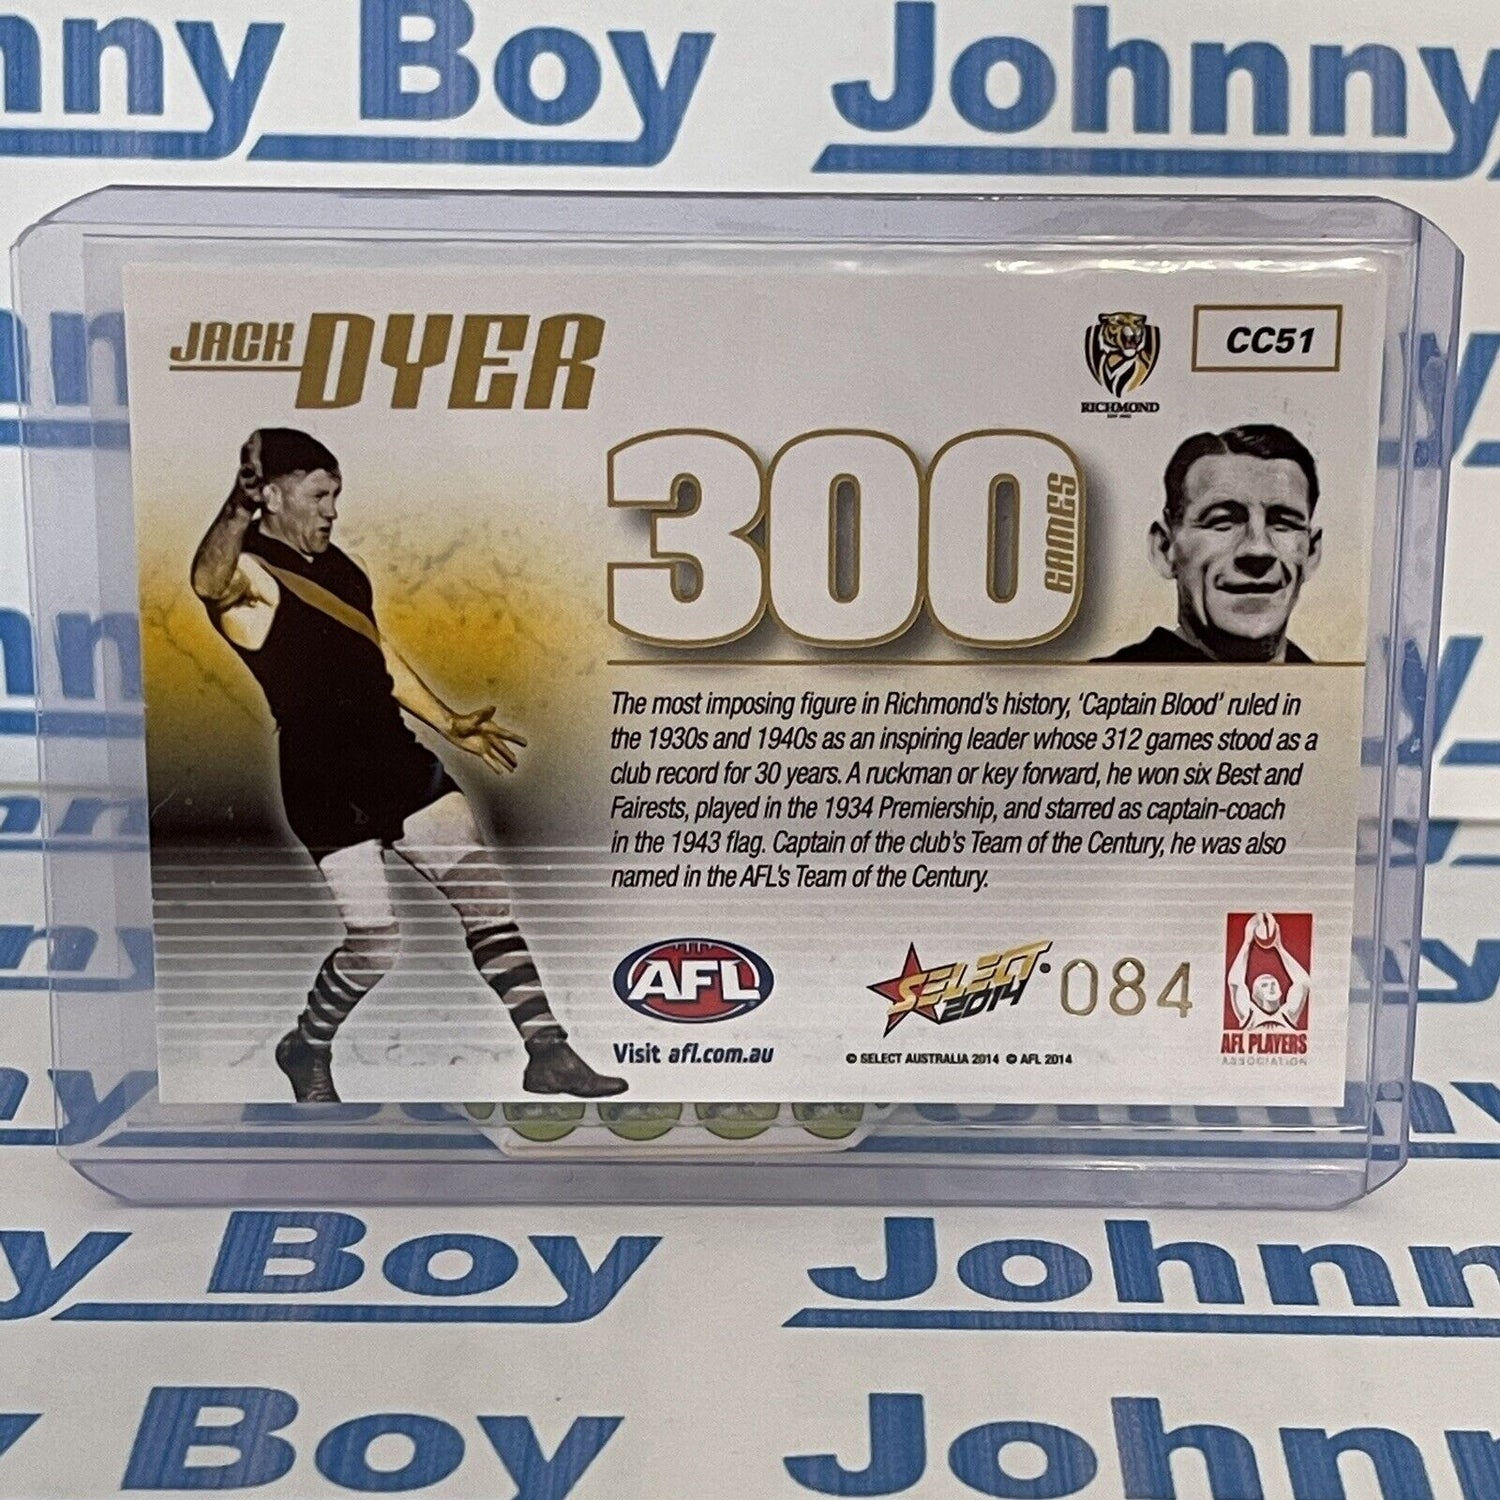 nny Boy Johnny
JACK DYER
RICHMOND
CC51
300 GAMES
The most imposing figure in Richmond's history, 'Captain Blood' ruled in
the 1930s and 1940s as an inspiring leader whose 312 games stood as a
club record for 30 years. A ruckman or key forward, he won six Best and
Fairests, played in the 1934 Premiership, and starred as captain-coach
in the 1943 flag. Captain of the club's Team of the Century, he was also
named in the AFL's Team of the Century.
AFL
SELECT
2014
084
Visit afl.com.au
© SELECT AUSTRALIA 2014 © AFL 2014
AFL PLAYERS
ASSOCIATION
y Boy Johnn
Boy Johnn